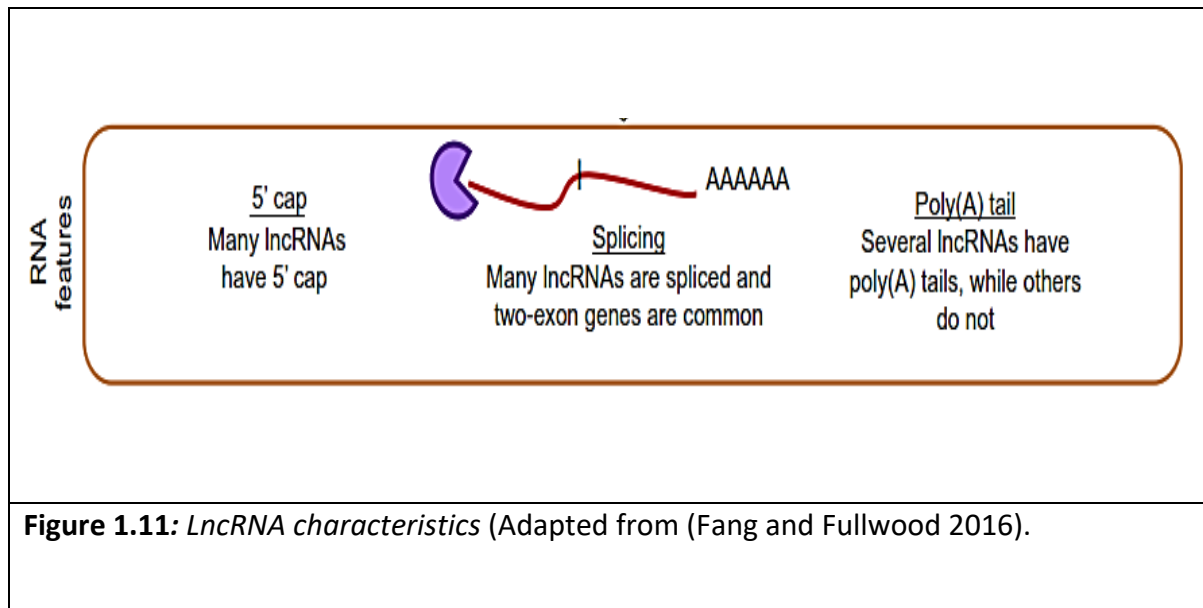 RNA
features
5' cap
Many lncRNAs
have 5' cap
AAAAAA
Splicing
Many lncRNAs are spliced and
two-exon genes are common
Poly(A) tail
Several lncRNAs have
poly(A) tails, while others
do not
Figure 1.11: LncRNA characteristics (Adapted from (Fang and Fullwood 2016).